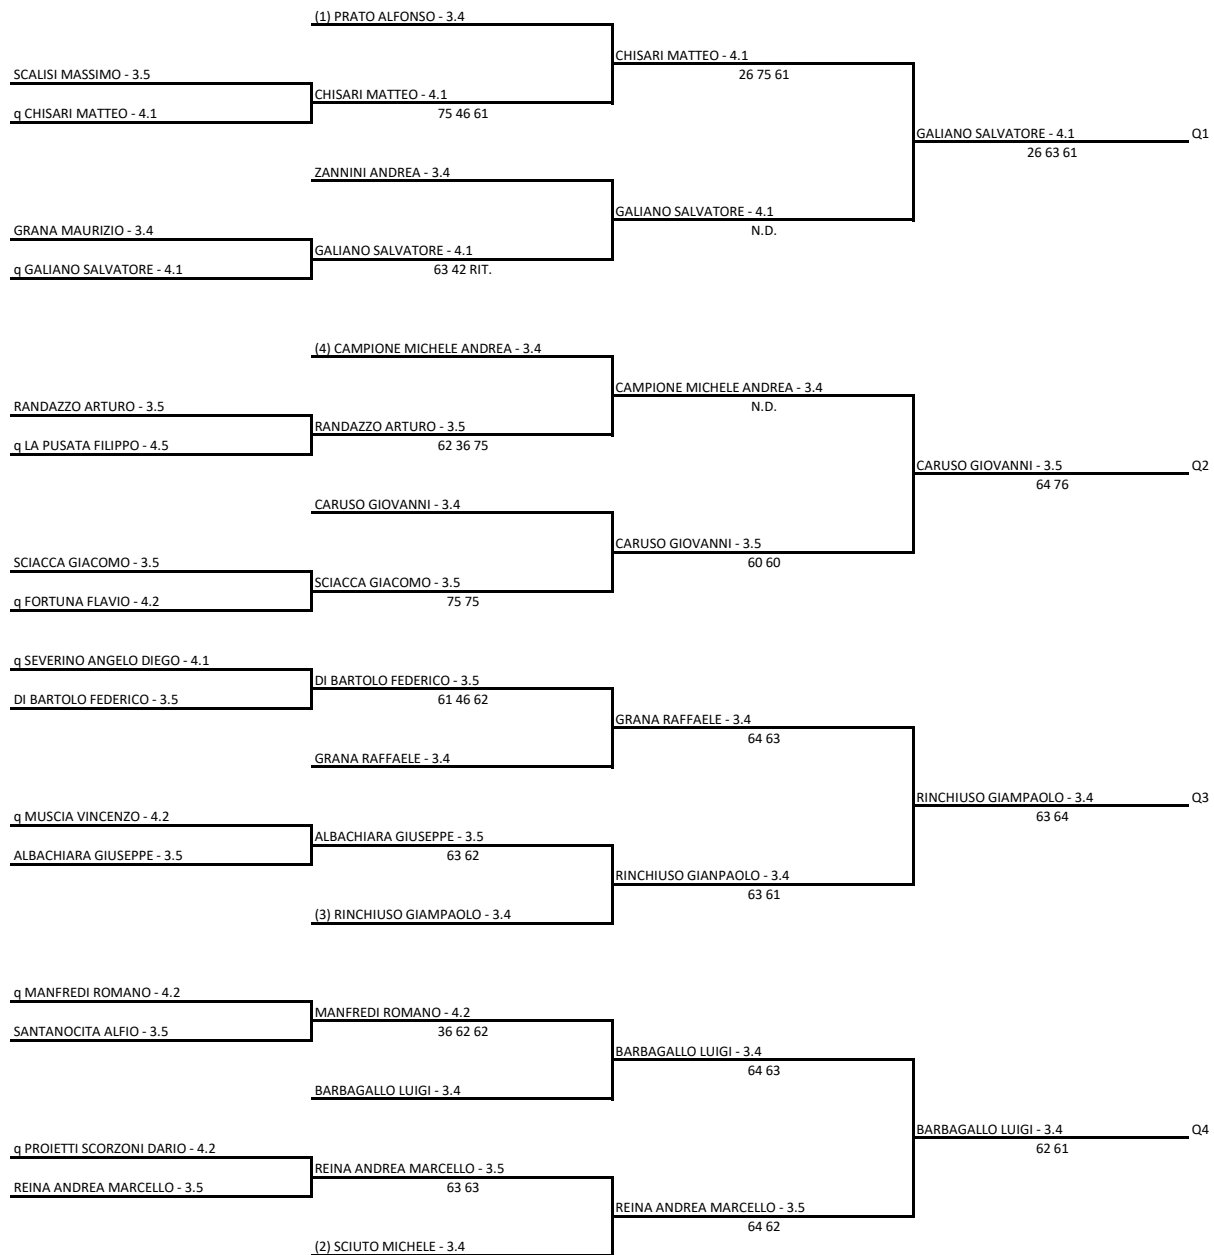 (1) PRATO ALFONSO - 3.4
CHISARI MATTEO - 4.1
SCALISI MASSIMO - 3.5
26 75 61
CHISARI MATTEO - 4.1
q CHISARI MATTEO - 4.1
75 46 61
GALIANO SALVATORE - 4.1
Q1
26 63 61
ZANNINI ANDREA - 3.4
GALIANO SALVATORE - 4.1
GRANA MAURIZIO - 3.4
N.D.
GALIANO SALVATORE - 4.1
q GALIANO SALVATORE - 4.1
63 42 RIT.
(4) CAMPIONE MICHELE ANDREA - 3.4
CAMPIONE MICHELE ANDREA - 3.4
RANDAZZO ARTURO - 3.5
N.D.
RANDAZZO ARTURO - 3.5
q LA PUSATA FILIPPO - 4.5
62 36 75
CARUSO GIOVANNI - 3.5
Q2
64 76
CARUSO GIOVANNI - 3.4
CARUSO GIOVANNI - 3.5
SCIACCA GIACOMO - 3.5
60 60
SCIACCA GIACOMO - 3.5
q FORTUNA FLAVIO - 4.2
75 75
q SEVERINO ANGELO DIEGO - 4.1
DI BARTOLO FEDERICO - 3.5
DI BARTOLO FEDERICO - 3.5
61 46 62
GRANA RAFFAELE - 3.4
64 63
GRANA RAFFAELE - 3.4
RINCHIUSO GIAMPAOLO - 3.4
Q3
63 64
q MUSCIA VINCENZO - 4.2
ALBACHIARA GIUSEPPE - 3.5
ALBACHIARA GIUSEPPE - 3.5
63 62
RINCHIUSO GIANPAOLO - 3.4
63 61
(3) RINCHIUSO GIAMPAOLO - 3.4
q MANFREDI ROMANO - 4.2
MANFREDI ROMANO - 4.2
SANTANOCITA ALFIO - 3.5
36 62 62
BARBAGALLO LUIGI - 3.4
64 63
BARBAGALLO LUIGI - 3.4
BARBAGALLO LUIGI - 3.4
Q4
62 61
q PROIETTI SCORZONI DARIO - 4.2
REINA ANDREA MARCELLO - 3.5
REINA ANDREA MARCELLO - 3.5
63 63
REINA ANDREA MARCELLO - 3.5
64 62
(2) SCIUTO MICHELE - 3.4